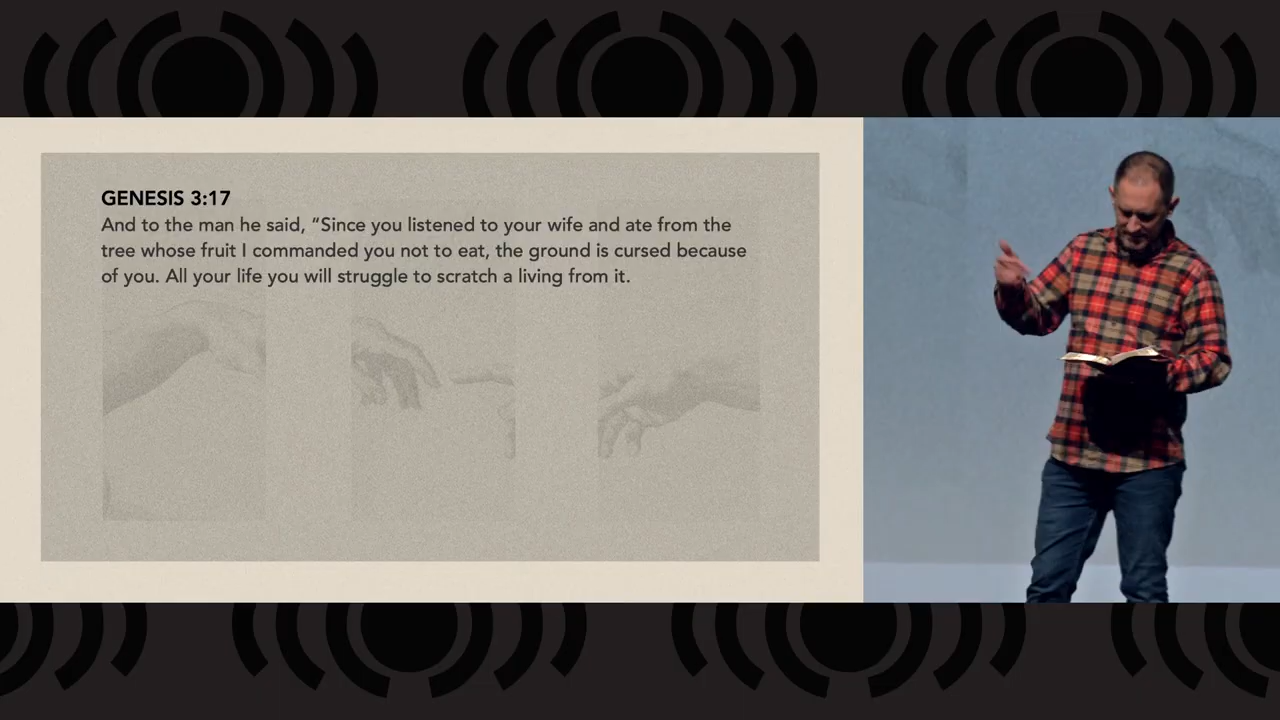 GENESIS 3:17
And to the man he said, “Since you listened to your wife and ate from the
tree whose fruit I commanded you not to eat, the ground is cursed because
of you. All your life you will struggle to scratch a living from it.